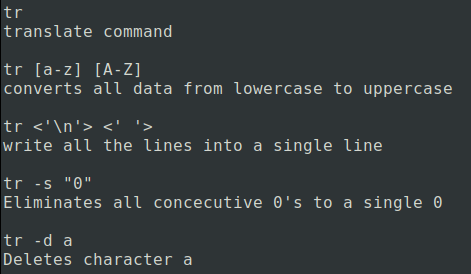 tr
translate command
tr [a-z] [A-Z]
converts all data from lowercase to uppercase
tr <'\n'> <' '>
write all the lines into a single line
tr -s "0"
Eliminates all concecutive 0's to a single 0
tr -d a
Deletes character a